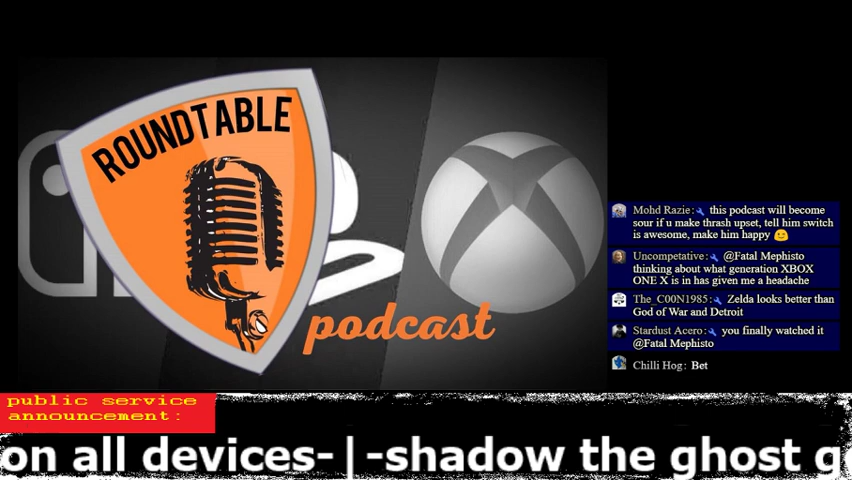 ROUNDTABLE
podcast
Mohd Razie: this podcast will become
sour if u make thrash upset, tell him switch
is awesome, make him happy
Uncompetative: @Fatal Mephisto
thinking about what generation XBOX
ONE X is in has given me a headache
The_C00N1985: Zelda looks better than
God of War and Detroit
Stardust Acero: you finally watched it
@Fatal Mephisto
Chilli Hog: Bet
public service
announcement:
on all devices-|-shadow the ghost g